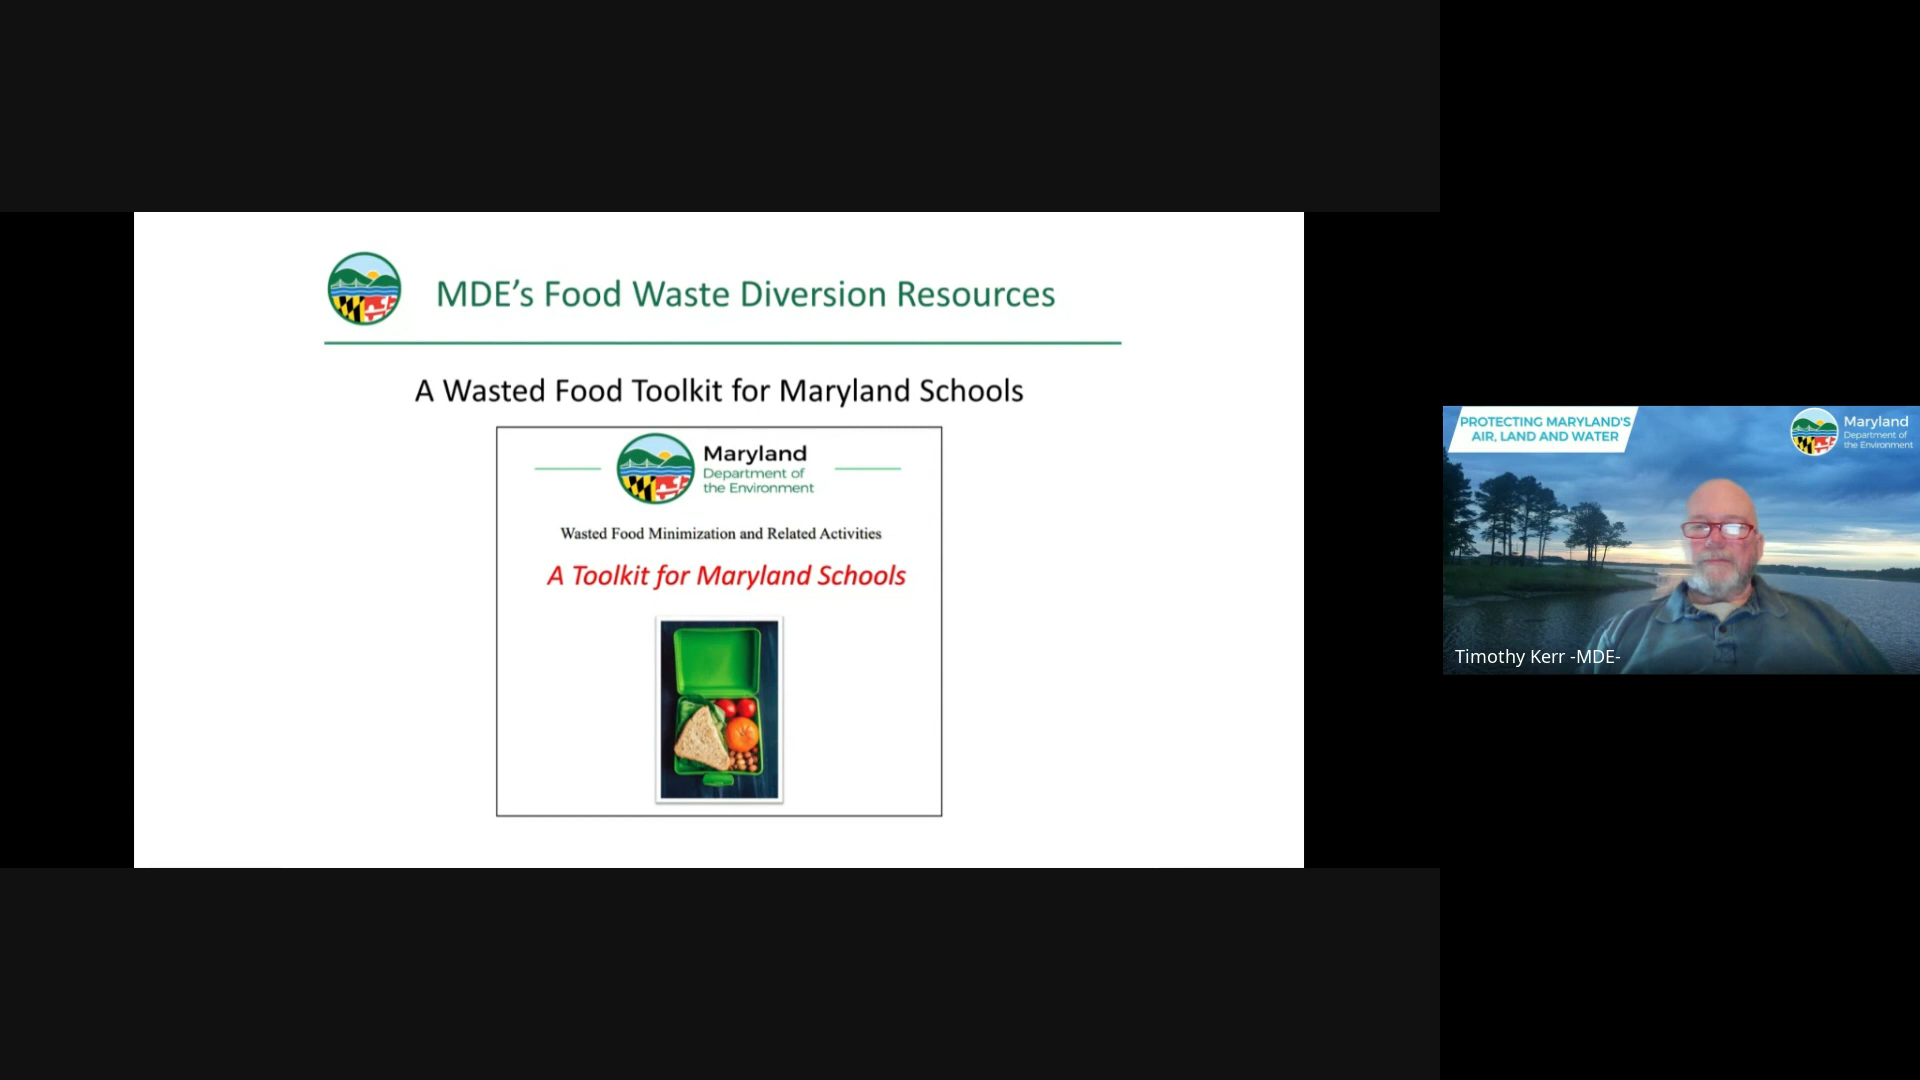 MDE’s Food Waste Diversion Resources
A Wasted Food Toolkit for Maryland Schools
Maryland
Department of
the Environment
Wasted Food Minimization and Related Activities
A Toolkit for Maryland Schools
PROTECTING MARYLAND'S
AIR, LAND AND WATER
Maryland
Department of
the Environment
Timothy Kerr -MDE-